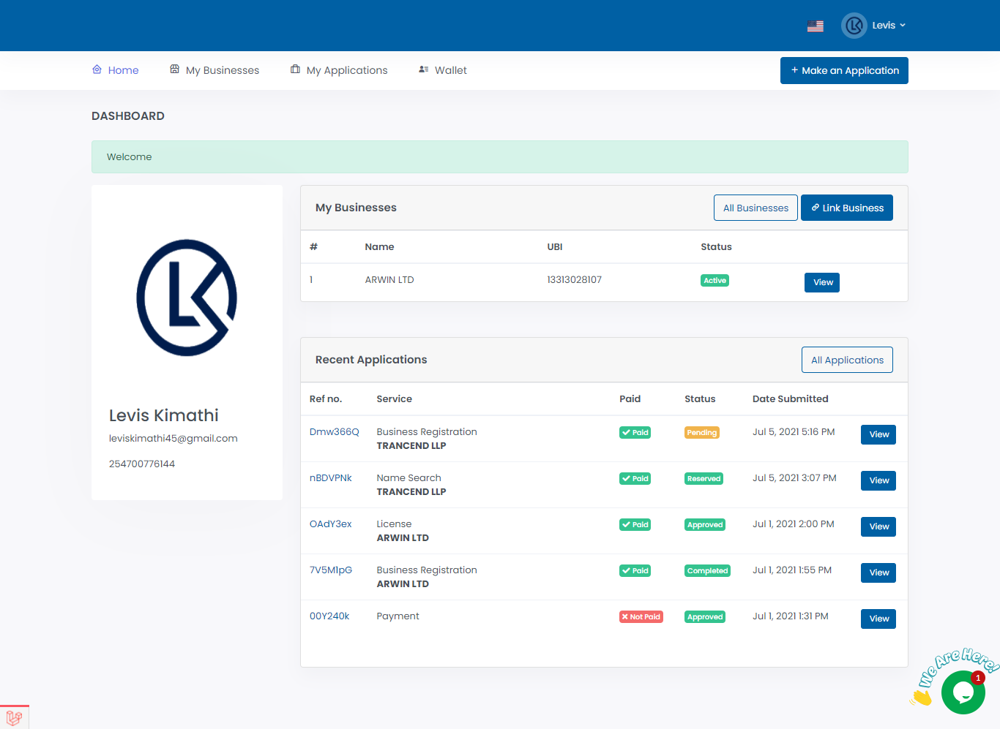 Levis
Home
My Businesses
My Applications
Wallet
+ Make an Application
DASHBOARD
Welcome
LK
Levis Kimathi
leviskimathi45@gmail.com
254700776144
My Businesses
All Businesses
Link Business
# Name UBI Status
1 ARWIN LTD 13313028107 Active View
Recent Applications
All Applications
Ref no. Service Paid Status Date Submitted
Dmw366Q Business Registration Paid Pending Jul 5, 2021 5:16 PM View
TRANCEND LLP
nBDVPNk Name Search Paid Reserved Jul 5, 2021 3:07 PM View
TRANCEND LLP
OAdY3ex License Paid Approved Jul 1, 2021 2:00 PM View
ARWIN LTD
7V5M1pG Business Registration Paid Completed Jul 1, 2021 1:55 PM View
ARWIN LTD
00Y240k Payment Not Paid Approved Jul 1, 2021 1:31 PM View
We Are Here!
1